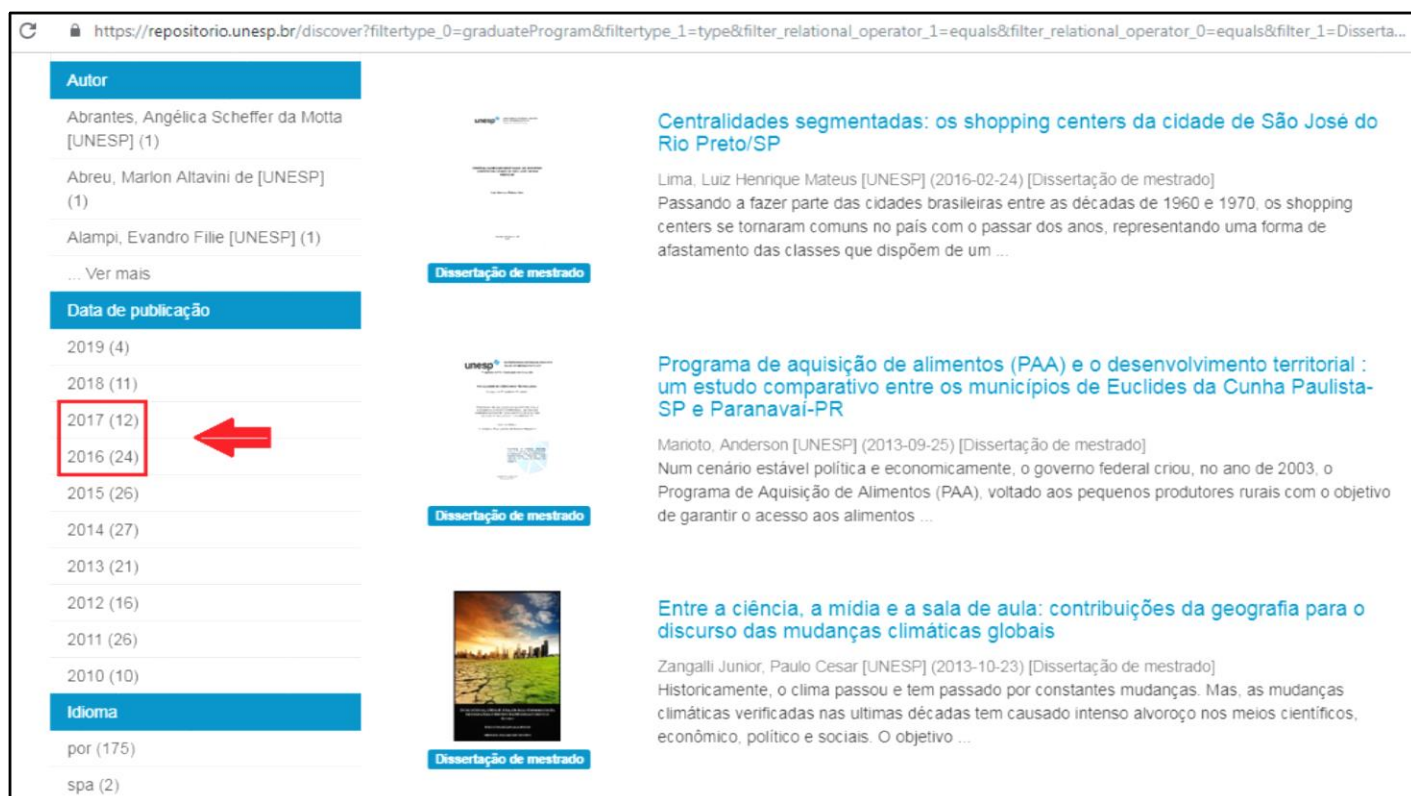 https://repositorio.unesp.br/discover?filtertype_0=graduateProgram&filtertype_1=type&filter_relational_operator_1=equals&filter_relational_operator_0=equals&filter_1=Disserta...
Autor
Abrantes, Angélica Scheffer da Motta
[UNESP] (1)
Abreu, Marlon Altavini de [UNESP]
(1)
Alampi, Evandro Filie [UNESP] (1)
... Ver mais
Data de publicação
2019 (4)
2018 (11)
2017 (12)
2016 (24)
2015 (26)
2014 (27)
2013 (21)
2012 (16)
2011 (26)
2010 (10)
Idioma
por (175)
spa (2)
unesp
Dissertação de mestrado
Centralidades segmentadas: os shopping centers da cidade de São José do
Rio Preto/SP
Lima, Luiz Henrique Mateus [UNESP] (2016-02-24) [Dissertação de mestrado]
Passando a fazer parte das cidades brasileiras entre as décadas de 1960 e 1970, os shopping
centers se tornaram comuns no país com o passar dos anos, representando uma forma de
afastamento das classes que dispõem de um ...
unesp
Dissertação de mestrado
Programa de aquisição de alimentos (PAA) e o desenvolvimento territorial :
um estudo comparativo entre os municípios de Euclides da Cunha Paulista-
SP e Paranavaí-PR
Marioto, Anderson [UNESP] (2013-09-25) [Dissertação de mestrado]
Num cenário estável política e economicamente, o governo federal criou, no ano de 2003, o
Programa de Aquisição de Alimentos (PAA), voltado aos pequenos produtores rurais com o objetivo
de garantir o acesso aos alimentos ...
Dissertação de mestrado
Entre a ciência, a mídia e a sala de aula: contribuições da geografia para o
discurso das mudanças climáticas globais
Zangalli Junior, Paulo Cesar [UNESP] (2013-10-23) [Dissertação de mestrado]
Historicamente, o clima passou e tem passado por constantes mudanças. Mas, as mudanças
climáticas verificadas nas ultimas décadas tem causado intenso alvoroço nos meios científicos,
econômico, político e sociais. O objetivo ...